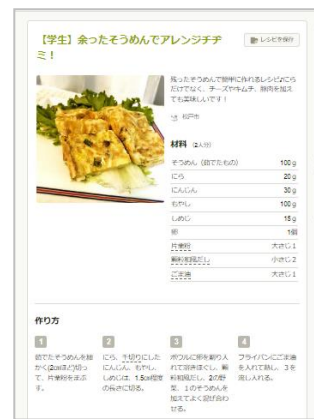 【学生】余ったそうめんでアレンジチヂ
ミ！
レシピを保存
残ったそうめんで簡単に作れるレシピ♪にら
だけでなく、チーズやキムチ、豚肉を加え
ても美味しいです！
松戸市
材料 （2人分）
そうめん（茹でたもの） 100g
にら 20g
にんじん 30g
もやし 100g
しめじ 15g
卵 1個
片栗粉 大さじ1
顆粒和風だし 小さじ2
ごま油 大さじ1
作り方
1
茹でたそうめんを細
かく(2cmほど)切っ
て、片栗粉をまぶ
す。
2
にら、千切りにした
にんじん、もやし、
しめじは、1.5cm程度
の長さに切る。
3
ボウルに卵を割り入
れて溶きほぐし、顆
粒和風だし、2の野
菜、1のそうめんを
加えてよく混ぜ合わ
せる。
4
フライパンにごま油
を入れて熱し、3を
流し入れる。